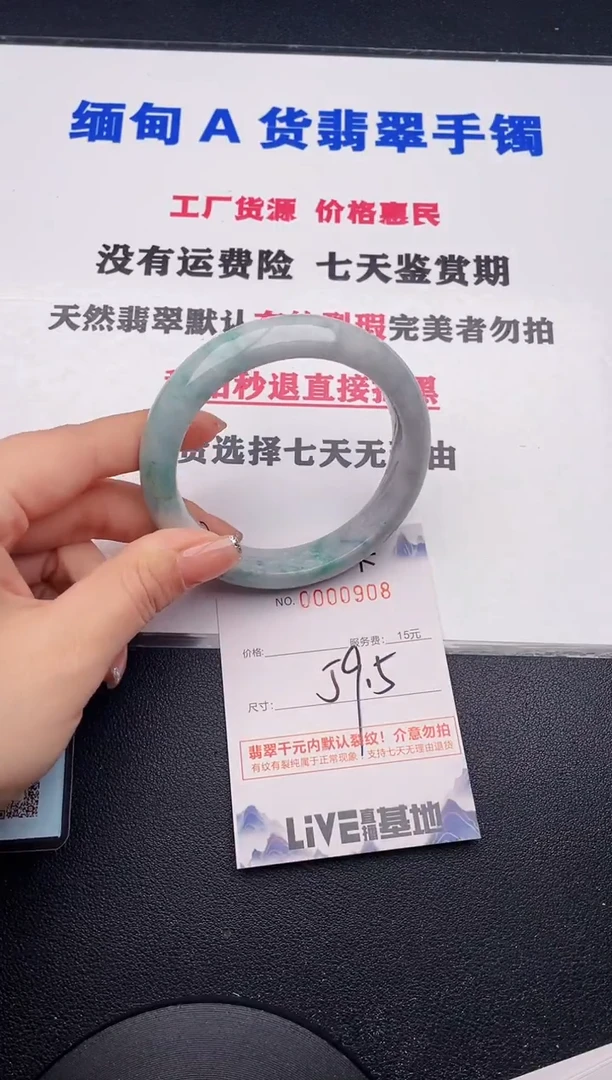 缅甸A货翡翠手镯
工厂货源 价格惠民
没有运费险 七天鉴赏期
天然翡翠默认 瑕完美者勿拍
秒退直接
选择七天无 由
NO. 0000908
价格: 服务费: 15元
尺寸: 59.5
翡翠千元内默认裂纹！介意勿拍
有纹有裂纯属于正常现象 支持七天无理由退货
LiVE直播基地